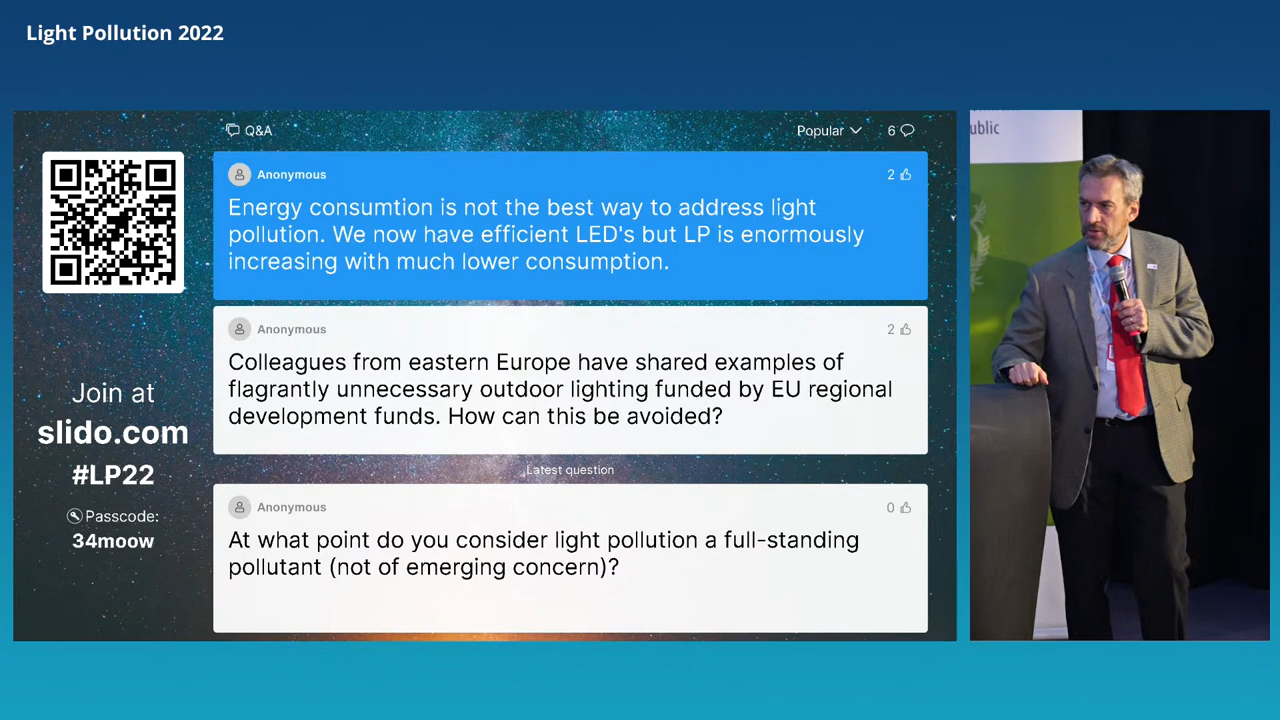 Light Pollution 2022
ublic
Q&A
Popular
6
Anonymous
2
Energy consumtion is not the best way to address light
pollution. We now have efficient LED's but LP is enormously
increasing with much lower consumption.
Anonymous
2
Colleagues from eastern Europe have shared examples of
flagrantly unnecessary outdoor lighting funded by EU regional
development funds. How can this be avoided?
Join at
slido.com
#LP22
Passcode:
34moow
Latest question
Anonymous
0
At what point do you consider light pollution a full-standing
pollutant (not of emerging concern)?